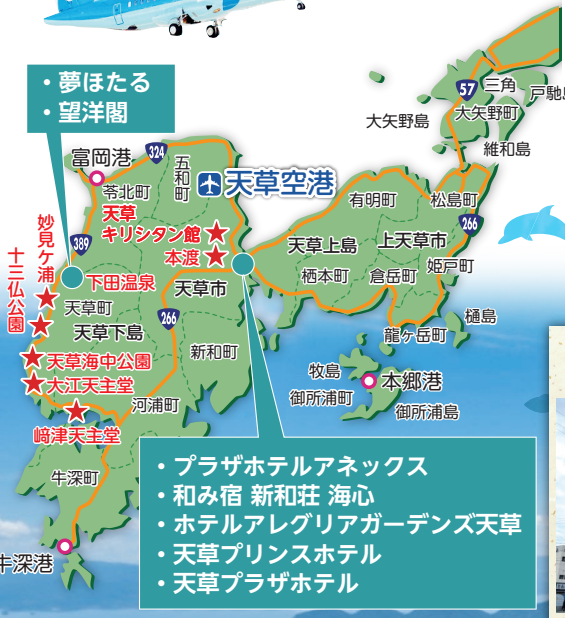 ・夢ほたる
・望洋閣
57
三角
戸馳
大矢野島
大矢野町
維和島
富岡港
324
五和町
天草空港
苓北町
有明町
松島町
天草
キリシタン館
266
妙見ヶ浦
389
本渡
天草上島
上天草市
十三仏公園
下田温泉
天草市
栖本町
倉岳町
姫戸町
天草町
266
樋島
天草下島
龍ヶ岳町
新和町
天草海中公園
牧島
本郷港
大江天主堂
御所浦町
河浦町
御所浦島
﨑津天主堂
牛深町
・プラザホテルアネックス
・和み宿 新和荘 海心
・ホテルアレグリアガーデンズ天草
・天草プリンスホテル
・天草プラザホテル
牛深港